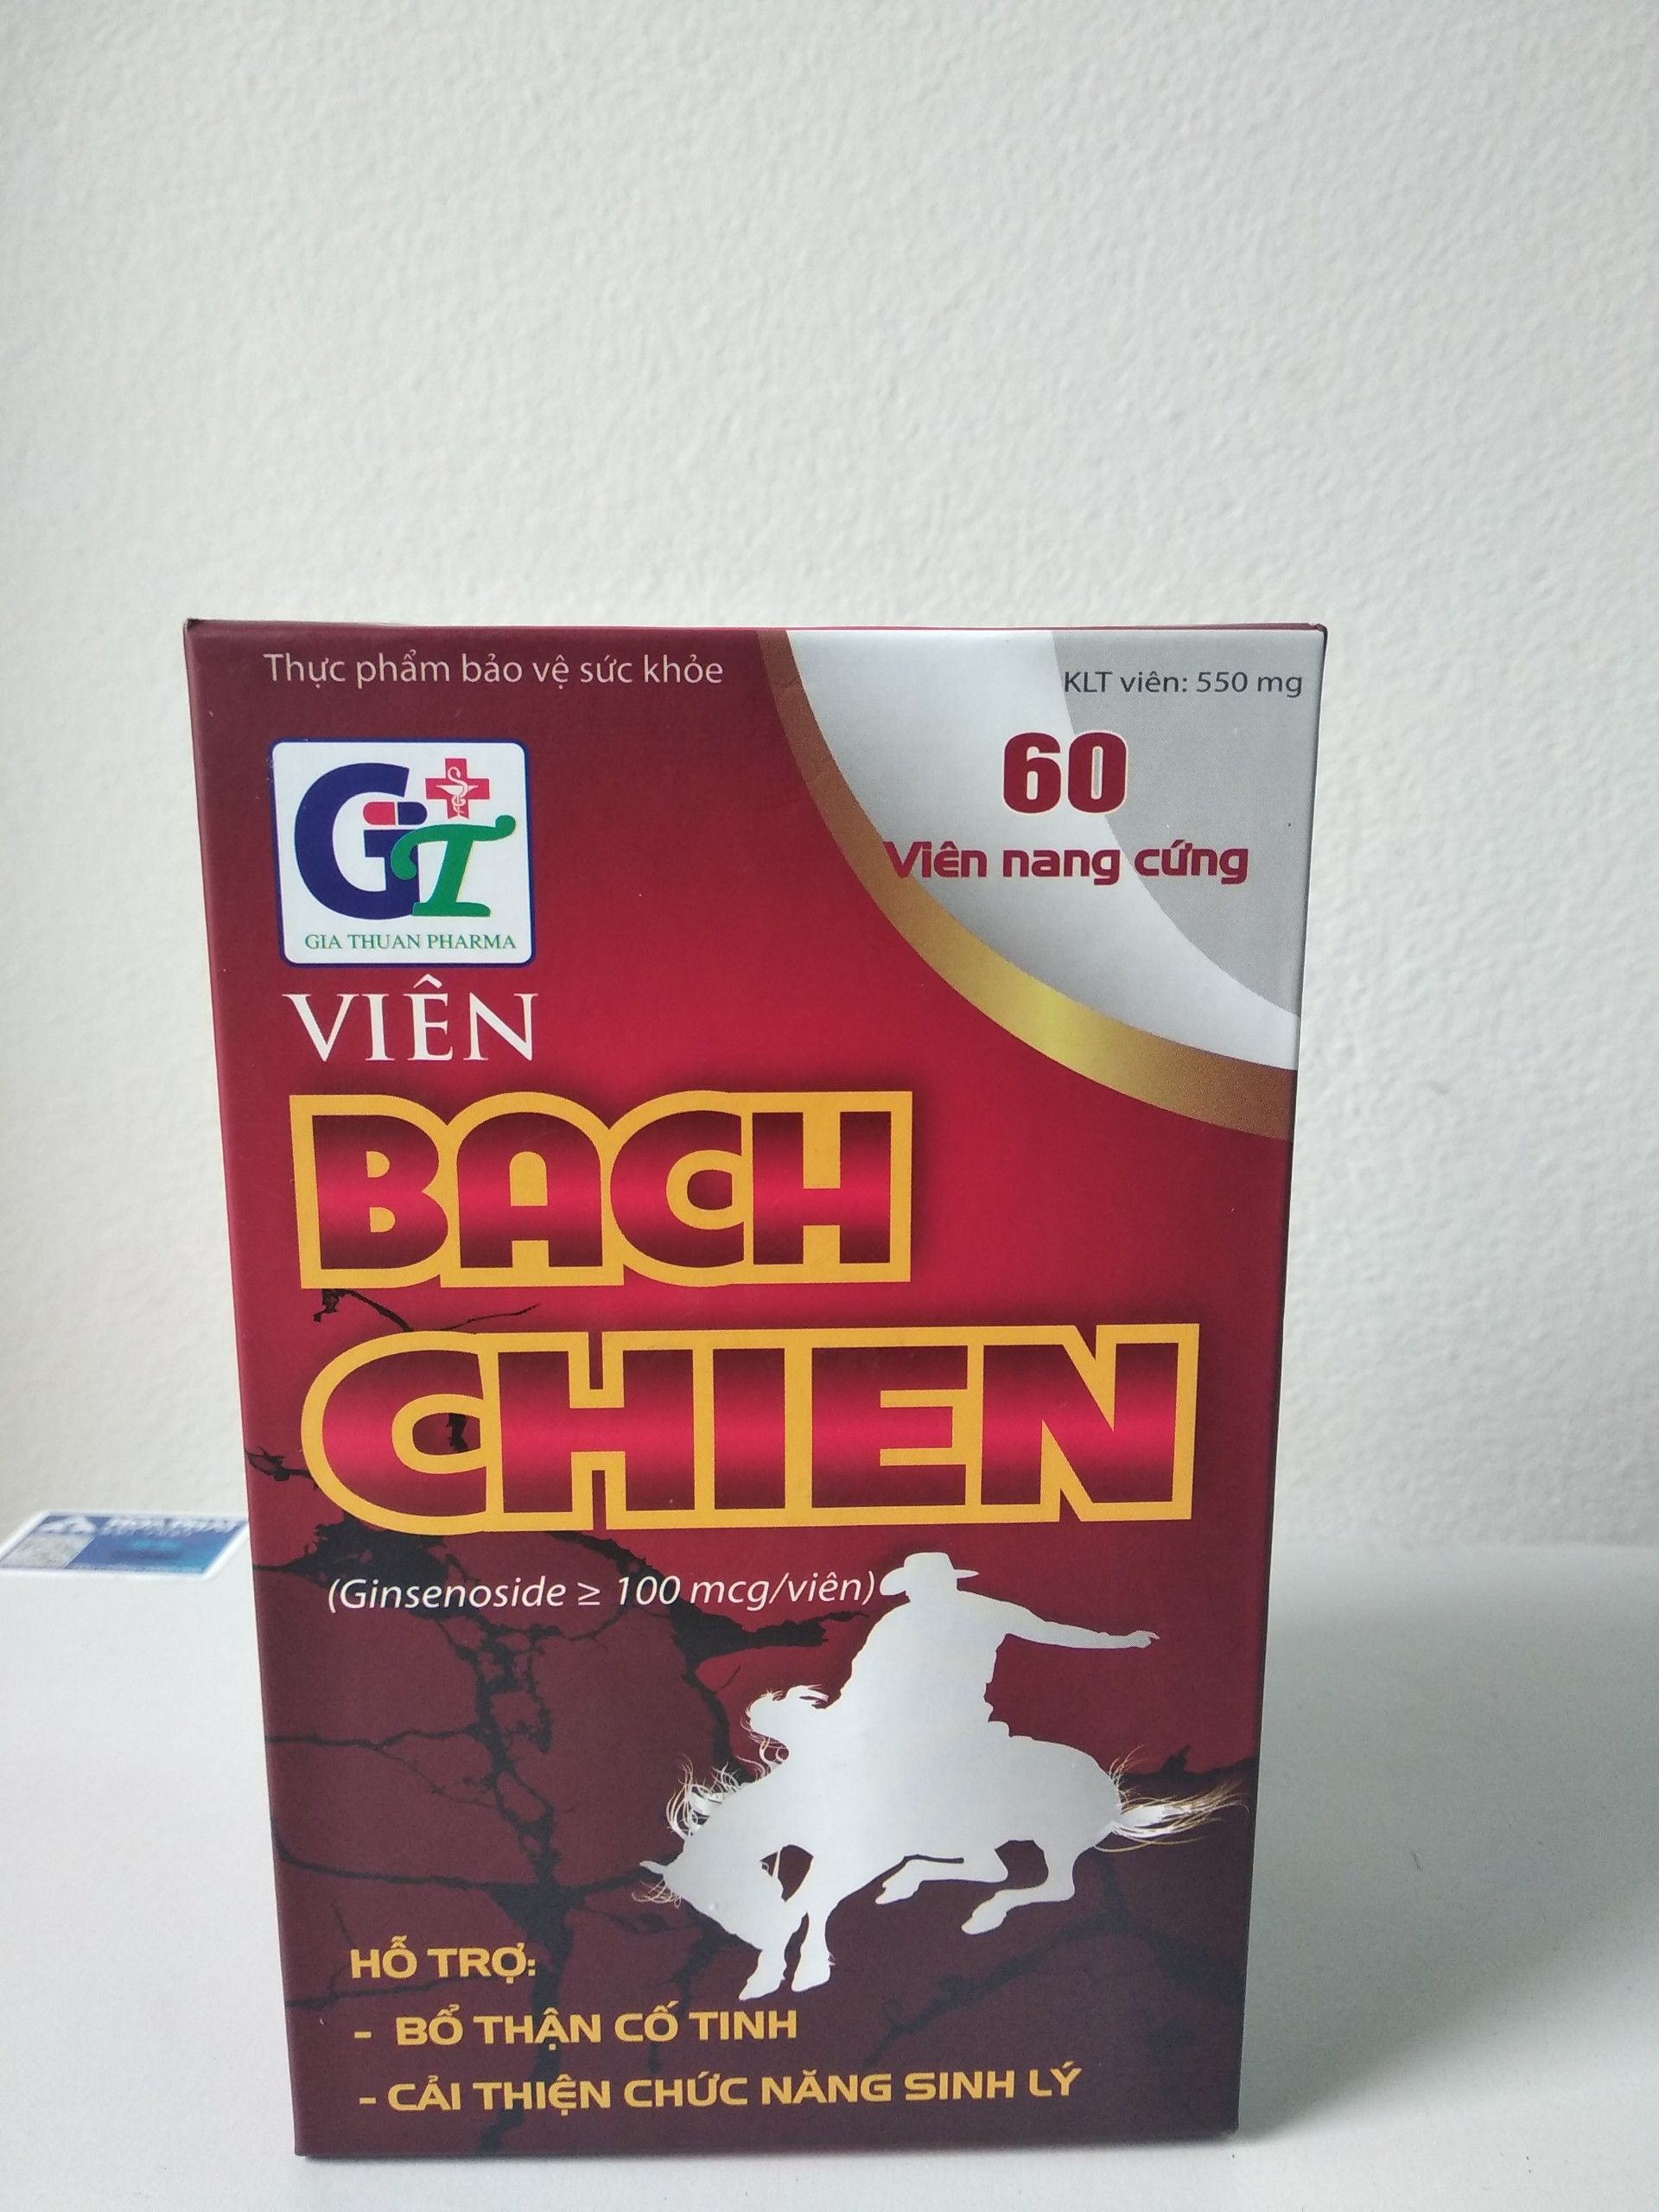 Thực phẩm bảo vệ sức khỏe
KLT viên: 550 mg
60
Viên nang cứng
GT
GIA THUAN PHARMA
VIÊN
BACH
CHIEN
(Ginsenoside ≥ 100 mcg/viên)
HỖ TRỢ:
- BỔ THẬN CỐ TINH
- CẢI THIỆN CHỨC NĂNG SINH LÝ